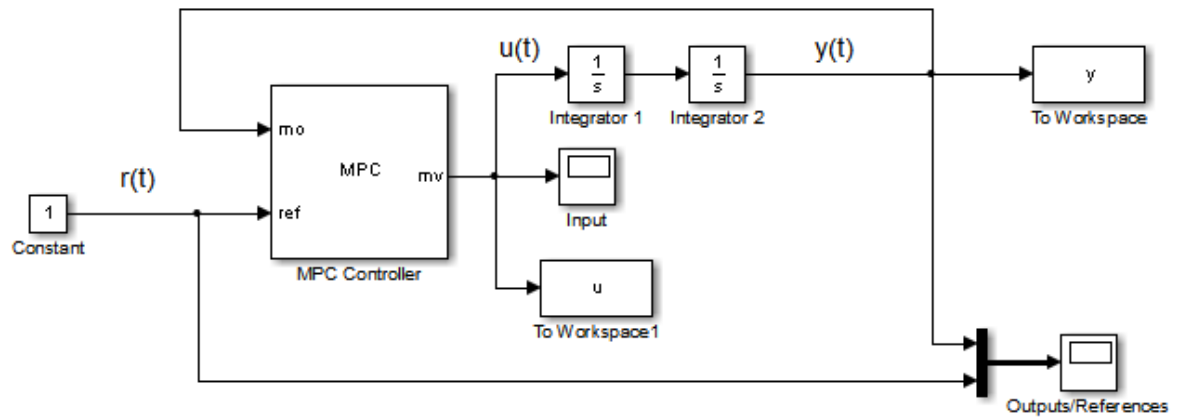 u(t)
y(t)
1
s
1
s
y
Integrator 1
Integrator 2
To Workspace
mo
MPC
mv
r(t)
1
ref
Constant
MPC Controller
Input
u
To Workspace1
Outputs/References